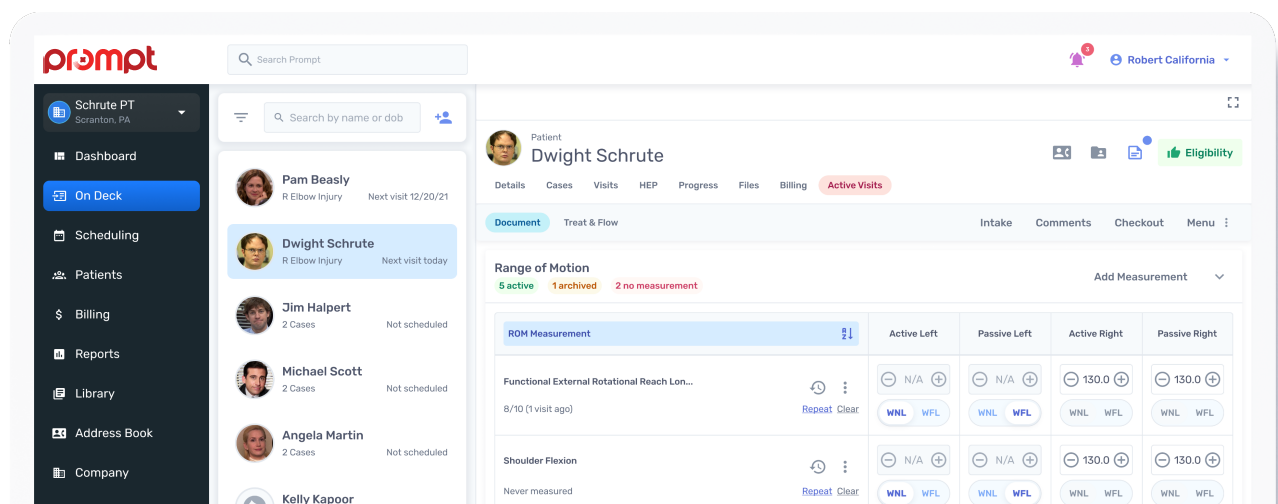 prompt
Search Prompt
3
Robert California
Schrute PT
Scranton, PA
Dashboard
On Deck
Scheduling
Patients
Billing
Reports
Library
Address Book
Company
Search by name or dob
Pam Beasly
R Elbow Injury Next visit 12/20/21
Dwight Schrute
R Elbow Injury Next visit today
Jim Halpert
2 Cases Not scheduled
Michael Scott
2 Cases Not scheduled
Angela Martin
2 Cases Not scheduled
Kelly Kapoor
Patient
Dwight Schrute
Eligibility
Details Cases Visits HEP Progress Files Billing Active Visits
Document Treat & Flow Intake Comments Checkout Menu
Range of Motion
5 active 1 archived 2 no measurement
Add Measurement
ROM Measurement Active Left Passive Left Active Right Passive Right
Functional External Rotational Reach Lon... N/A N/A 130.0 130.0
8/10 (1 visit ago) Repeat Clear WNL WFL WNL WFL WNL WFL WNL WFL
Shoulder Flexion N/A N/A 130.0 130.0
Never measured Repeat Clear WNL WFL WNL WFL WNL WFL WNL WFL